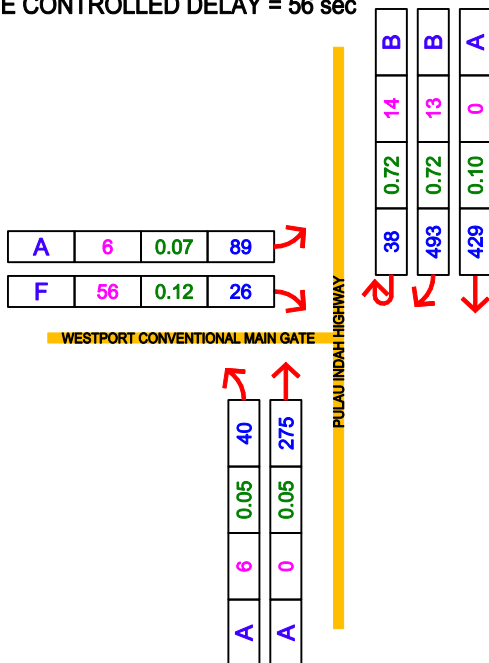 E CONTROLLED DELAY = 56 sec
B 14 0.72 38
B 13 0.72 493
A 0 0.10 429
A 6 0.07 89
F 56 0.12 26
PULAU INDAH HIGHWAY
WESTPORT CONVENTIONAL MAIN GATE
40 0.05 6 A
275 0.05 0 A